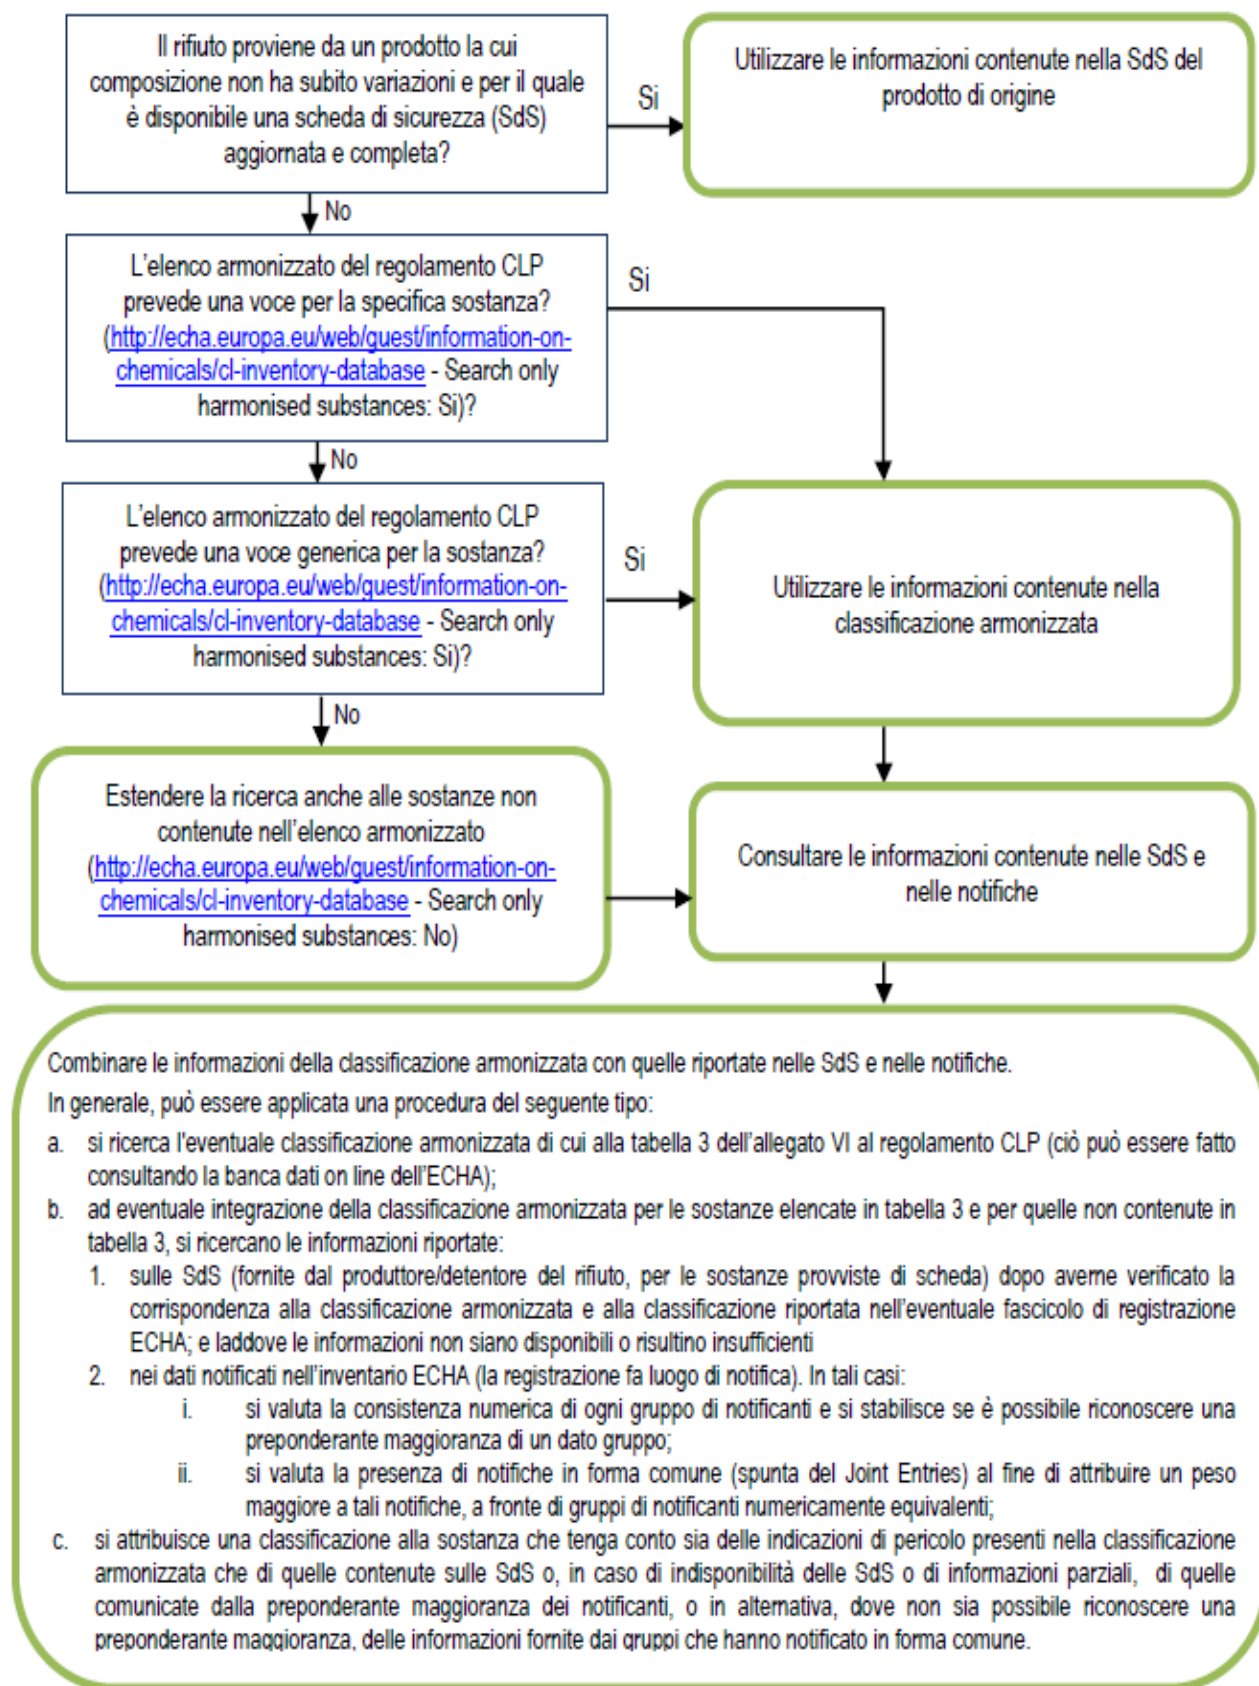 Il rifiuto proviene da un prodotto la cui
composizione non ha subito variazioni e per il quale
è disponibile una scheda di sicurezza (SdS)
aggiornata e completa?
Si
Utilizzare le informazioni contenute nella SdS del
prodotto di origine
No
L'elenco armonizzato del regolamento CLP
prevede una voce per la specifica sostanza?
(http://echa.europa.eu/web/guest/information-on-
chemicals/cl-inventory-database - Search only
harmonised substances: Si)?
Si
No
L'elenco armonizzato del regolamento CLP
prevede una voce generica per la sostanza?
(http://echa.europa.eu/web/guest/information-on-
chemicals/cl-inventory-database - Search only
harmonised substances: Si)?
Si
Utilizzare le informazioni contenute nella
classificazione armonizzata
No
Estendere la ricerca anche alle sostanze non
contenute nell'elenco armonizzato
(http://echa.europa.eu/web/guest/information-on-
chemicals/cl-inventory-database - Search only
harmonised substances: No)
Consultare le informazioni contenute nelle SdS e
nelle notifiche
Combinare le informazioni della classificazione armonizzata con quelle riportate nelle SdS e nelle notifiche.
In generale, può essere applicata una procedura del seguente tipo:
a. si ricerca l'eventuale classificazione armonizzata di cui alla tabella 3 dell'allegato VI al regolamento CLP (ciò può essere fatto
consultando la banca dati on line dell'ECHA);
b. ad eventuale integrazione della classificazione armonizzata per le sostanze elencate in tabella 3 e per quelle non contenute in
tabella 3, si ricercano le informazioni riportate:
1. sulle SdS (fornite dal produttore/detentore del rifiuto, per le sostanze provviste di scheda) dopo averne verificato la
corrispondenza alla classificazione armonizzata e alla classificazione riportata nell'eventuale fascicolo di registrazione
ECHA; e laddove le informazioni non siano disponibili o risultino insufficienti
2. nei dati notificati nell'inventario ECHA (la registrazione fa luogo di notifica). In tali casi:
i. si valuta la consistenza numerica di ogni gruppo di notificanti e si stabilisce se è possibile riconoscere una
preponderante maggioranza di un dato gruppo;
ii. si valuta la presenza di notifiche in forma comune (spunta del Joint Entries) al fine di attribuire un peso
maggiore a tali notifiche, a fronte di gruppi di notificanti numericamente equivalenti;
c. si attribuisce una classificazione alla sostanza che tenga conto sia delle indicazioni di pericolo presenti nella classificazione
armonizzata che di quelle contenute sulle SdS o, in caso di indisponibilità delle SdS o di informazioni parziali, di quelle
comunicate dalla preponderante maggioranza dei notificanti, o in alternativa, dove non sia possibile riconoscere una
preponderante maggioranza, delle informazioni fornite dai gruppi che hanno notificato in forma comune.